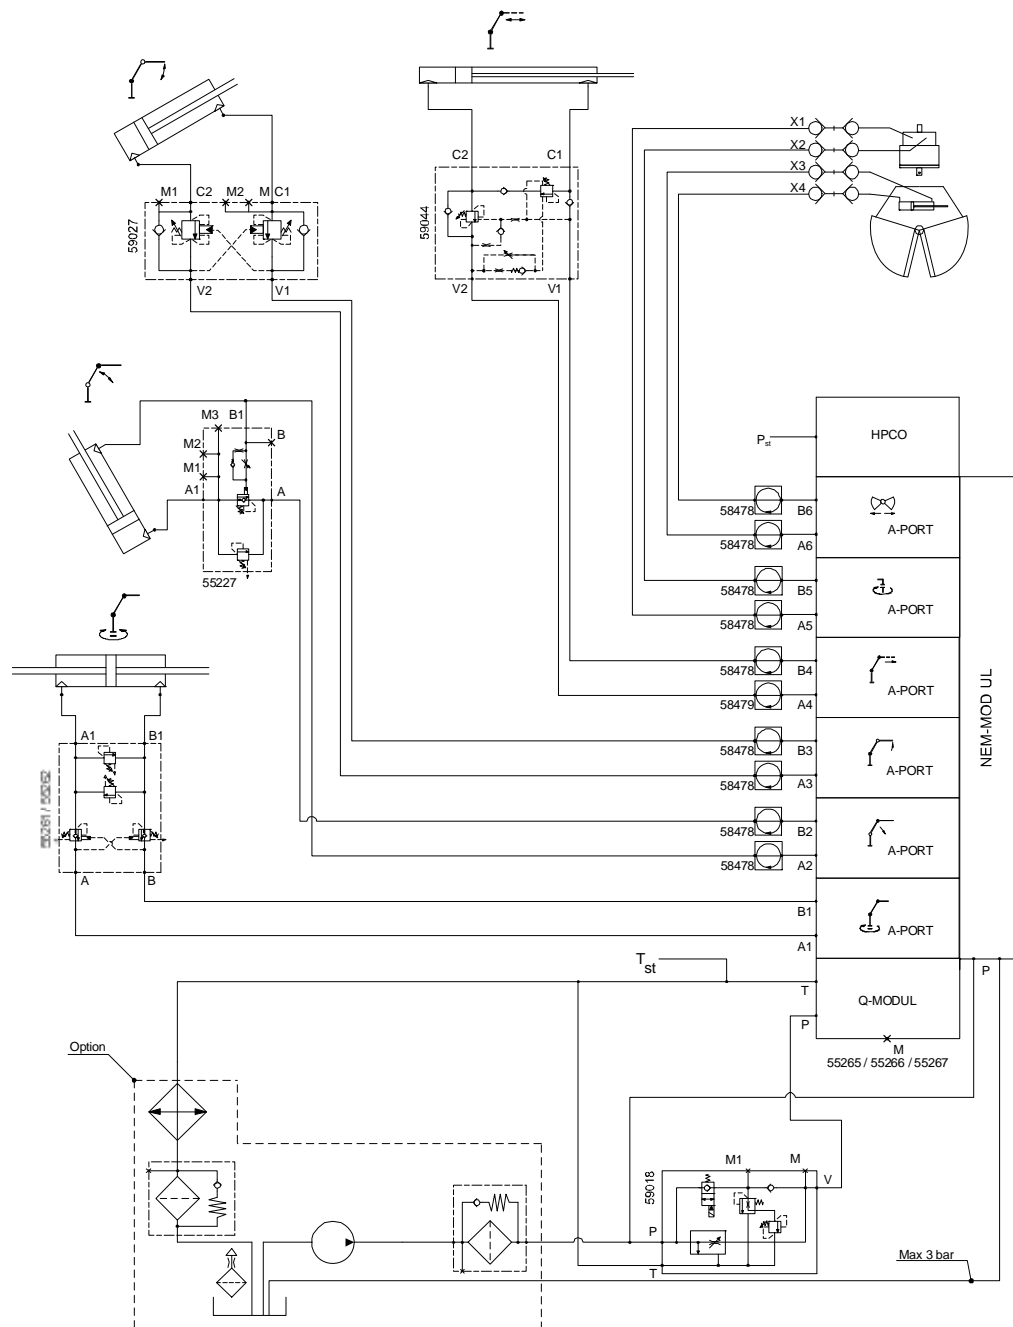 X1
X2
X3
X4
C2
C1
59044
V2
V1
M1
C2
M2
M
C1
59027
V2
V1
M3
B1
B
M2
M1
A1
A
55227
HPCO
Pst
58478
B6
A-PORT
58478
A6
58478
B5
A-PORT
58478
A5
58478
B4
A-PORT
58479
A4
58478
B3
A-PORT
58478
A3
58478
B2
A-PORT
58478
A2
B1
A-PORT
A1
NEM-MOD UL
A1
B1
55261 / 55262
A
B
Tst
T
P
Q-MODUL
P
M
55265 / 55266 / 55267
Option
M1
M
V
59018
P
T
Max 3 bar